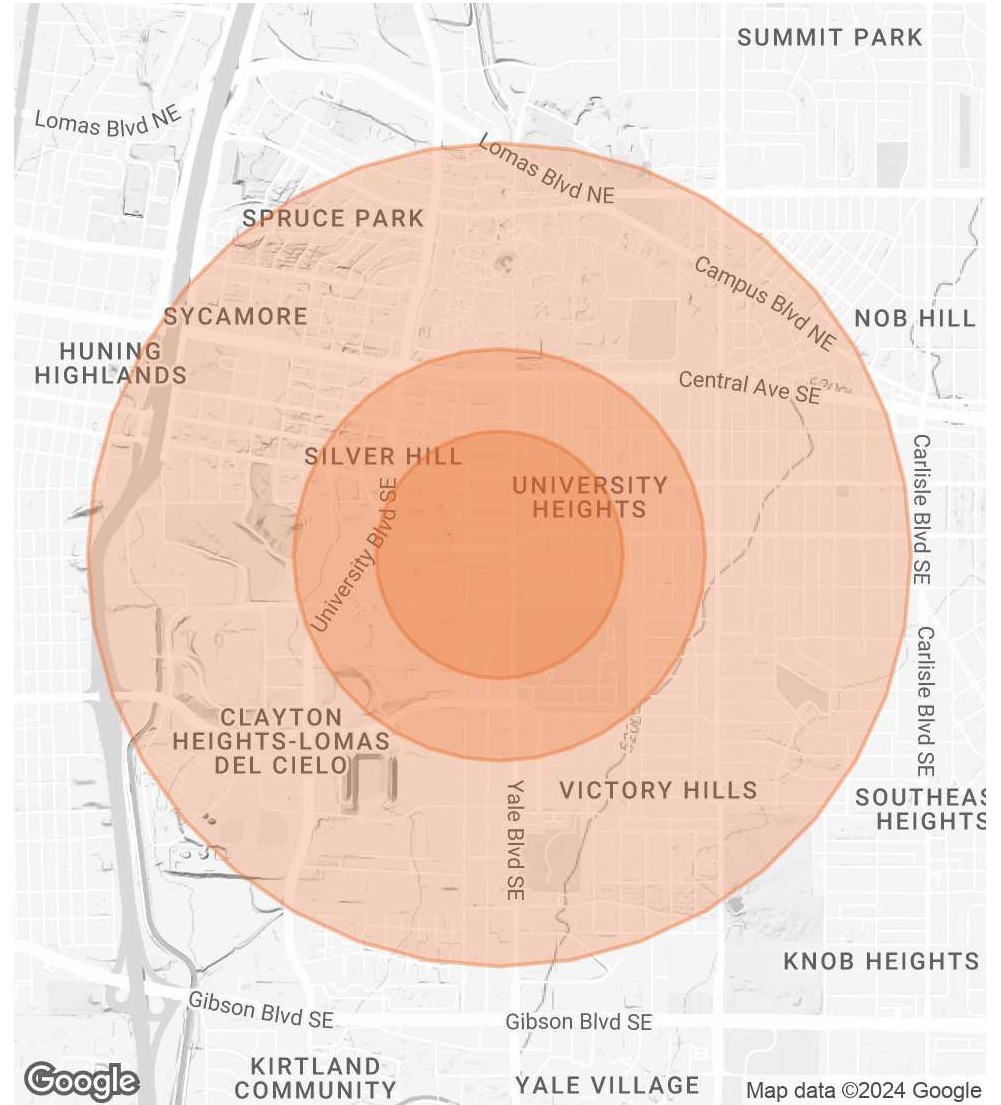 SUMMIT PARK
Lomas Blvd NE
Lomas Blvd NE
SPRUCE PARK
Campus Blvd NE
SYCAMORE
NOB HILL
HUNING
HIGHLANDS
Central Ave SE
SILVER HILL
UNIVERSITY
HEIGHTS
University Blvd SE
Carlisle Blvd SE
Carlisle Blvd SE
CLAYTON
HEIGHTS-LOMAS
DEL CIELO
VICTORY HILLS
Yale Blvd SE
SOUTHEAS
HEIGHTS
KNOB HEIGHTS
Gibson Blvd SE
Gibson Blvd SE
KIRTLAND
COMMUNITY
YALE VILLAGE
Google
Map data ©2024 Google